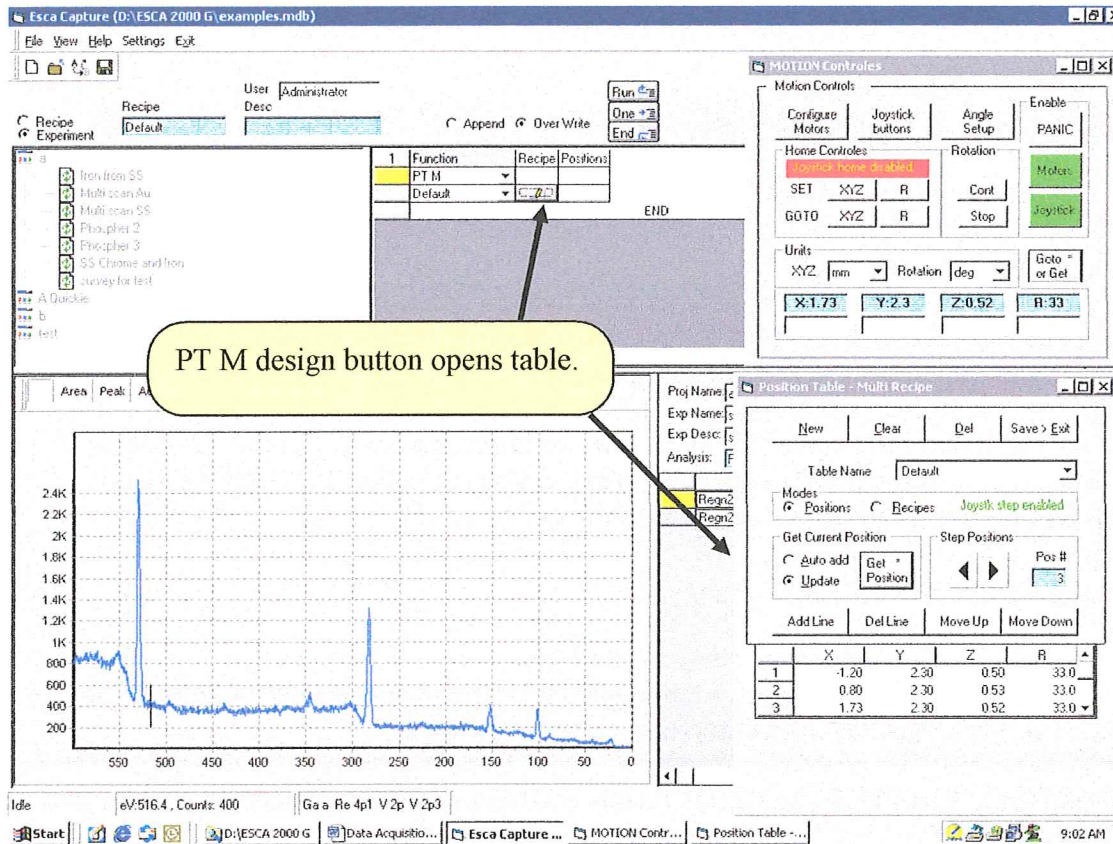 Esca Capture (D:\ESCA 2000 G\examples.mdb)
File View Help Settings Exit
User Administrator
Recipe Desc
Recipe
Experiment
Default
Append Over Write
Run
One
End
a
Iron from SS
Multi scan Au
Multi scan SS
Phospher 2
Phospher 3
SS Chrome and Iron
survey for test
A Quickie
b
test
1 Function Recipe Positions
PT M
Default
END
MOTION Controles
Motion Controls
Configure Motors
Joystick buttons
Angle Setup
Enable
PANIC
Motors
Joystick
Home Controles
Joystick home disabled
SET XYZ R
GOTO XYZ R
Rotation
Cont
Stop
Units
XYZ mm Rotation deg
Goto * or Get
X:1.73 Y:2.3 Z:0.52 R:33
PT M design button opens table.
Area Peak
Proj Name:
Exp Name:
Exp Desc:
Analysis:
Regn2
Regn2
Position Table - Multi Recipe
New Clear Del Save > Exit
Table Name Default
Modes
Positions Recipes Joystk step enabled
Get Current Position
Auto add
Update
Get * Position
Step Positions
Pos #
3
Add Line Del Line Move Up Move Down
X Y Z R
1 -1.20 2.30 0.50 33.0
2 0.80 2.30 0.53 33.0
3 1.73 2.30 0.52 33.0
2.4K
2.2K
2K
1.8K
1.6K
1.4K
1.2K
1K
800
600
400
200
550 500 450 400 350 300 250 200 150 100 50 0
Idle eV:516.4 , Counts: 400 Ga a Re 4p1 V 2p V 2p3
Start D:\ESCA 2000 G Data Acquisitio... Esca Capture ... MOTION Contr... Position Table -... 9:02 AM